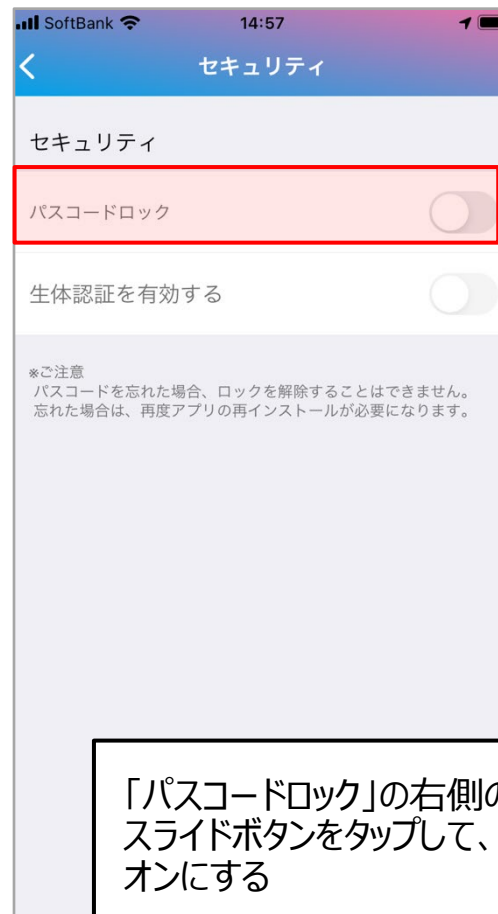 SoftBank 14:57
セキュリティ
セキュリティ
パスコードロック
生体認証を有効する
※ご注意
パスコードを忘れた場合、ロックを解除することはできません。
忘れた場合は、再度アプリの再インストールが必要になります。
「パスコードロック」の右側の
スライドボタンをタップして、
オンにする